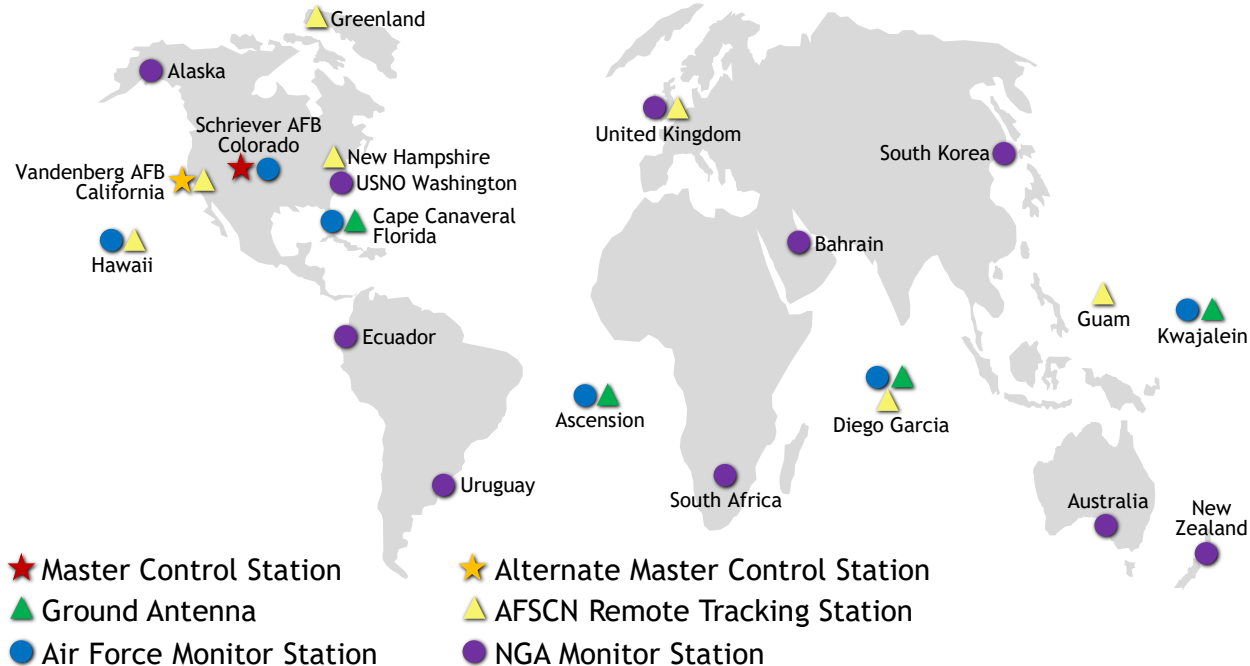 Greenland
Alaska
Schriever AFB
Colorado
United Kingdom
New Hampshire
South Korea
Vandenberg AFB
California
USNO Washington
Cape Canaveral
Florida
Bahrain
Hawaii
Guam
Kwajalein
Ecuador
Ascension
Diego Garcia
Uruguay
South Africa
Australia
New
Zealand
Master Control Station
Alternate Master Control Station
Ground Antenna
AFSCN Remote Tracking Station
Air Force Monitor Station
NGA Monitor Station